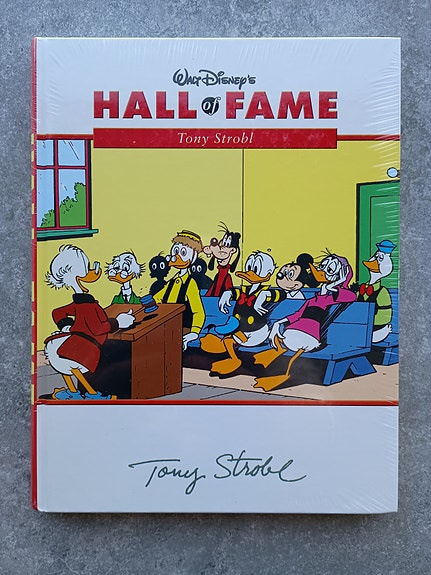 Walt Disney's
HALL of FAME
Tony Strobl
Tony Strobl